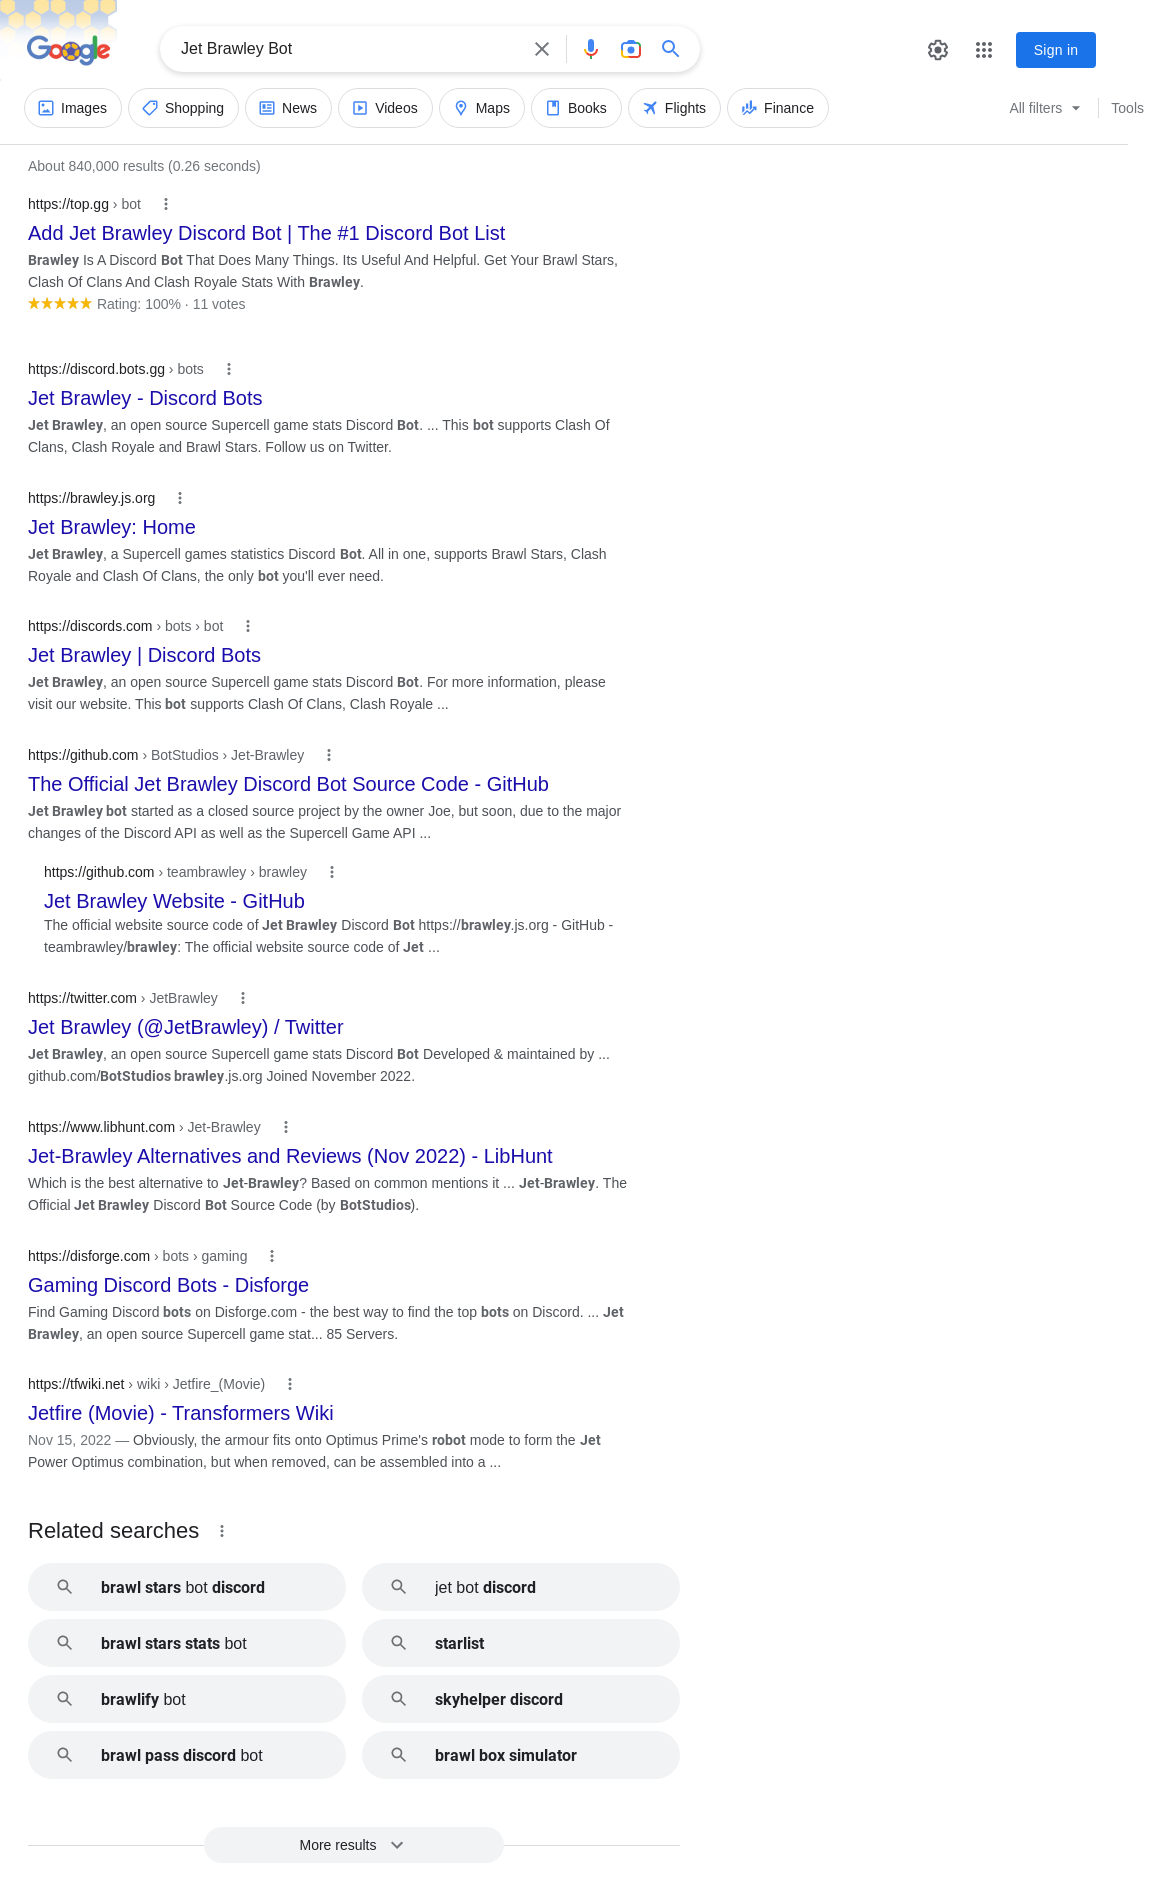 Google
Jet Brawley Bot
Sign in
Images Shopping News Videos Maps Books Flights Finance All filters Tools
About 840,000 results (0.26 seconds)
https://top.gg › bot
Add Jet Brawley Discord Bot | The #1 Discord Bot List
Brawley Is A Discord Bot That Does Many Things. Its Useful And Helpful. Get Your Brawl Stars,
Clash Of Clans And Clash Royale Stats With Brawley.
Rating: 100% · 11 votes
https://discord.bots.gg › bots
Jet Brawley - Discord Bots
Jet Brawley, an open source Supercell game stats Discord Bot. ... This bot supports Clash Of
Clans, Clash Royale and Brawl Stars. Follow us on Twitter.
https://brawley.js.org
Jet Brawley: Home
Jet Brawley, a Supercell games statistics Discord Bot. All in one, supports Brawl Stars, Clash
Royale and Clash Of Clans, the only bot you'll ever need.
https://discords.com › bots › bot
Jet Brawley | Discord Bots
Jet Brawley, an open source Supercell game stats Discord Bot. For more information, please
visit our website. This bot supports Clash Of Clans, Clash Royale ...
https://github.com › BotStudios › Jet-Brawley
The Official Jet Brawley Discord Bot Source Code - GitHub
Jet Brawley bot started as a closed source project by the owner Joe, but soon, due to the major
changes of the Discord API as well as the Supercell Game API ...
https://github.com › teambrawley › brawley
Jet Brawley Website - GitHub
The official website source code of Jet Brawley Discord Bot https://brawley.js.org - GitHub -
teambrawley/brawley: The official website source code of Jet ...
https://twitter.com › JetBrawley
Jet Brawley (@JetBrawley) / Twitter
Jet Brawley, an open source Supercell game stats Discord Bot Developed & maintained by ...
github.com/BotStudios brawley.js.org Joined November 2022.
https://www.libhunt.com › Jet-Brawley
Jet-Brawley Alternatives and Reviews (Nov 2022) - LibHunt
Which is the best alternative to Jet-Brawley? Based on common mentions it ... Jet-Brawley. The
Official Jet Brawley Discord Bot Source Code (by BotStudios).
https://disforge.com › bots › gaming
Gaming Discord Bots - Disforge
Find Gaming Discord bots on Disforge.com - the best way to find the top bots on Discord. ... Jet
Brawley, an open source Supercell game stat... 85 Servers.
https://tfwiki.net › wiki › Jetfire_(Movie)
Jetfire (Movie) - Transformers Wiki
Nov 15, 2022 — Obviously, the armour fits onto Optimus Prime's robot mode to form the Jet
Power Optimus combination, but when removed, can be assembled into a ...
Related searches
brawl stars bot discord
jet bot discord
brawl stars stats bot
starlist
brawlify bot
skyhelper discord
brawl pass discord bot
brawl box simulator
More results